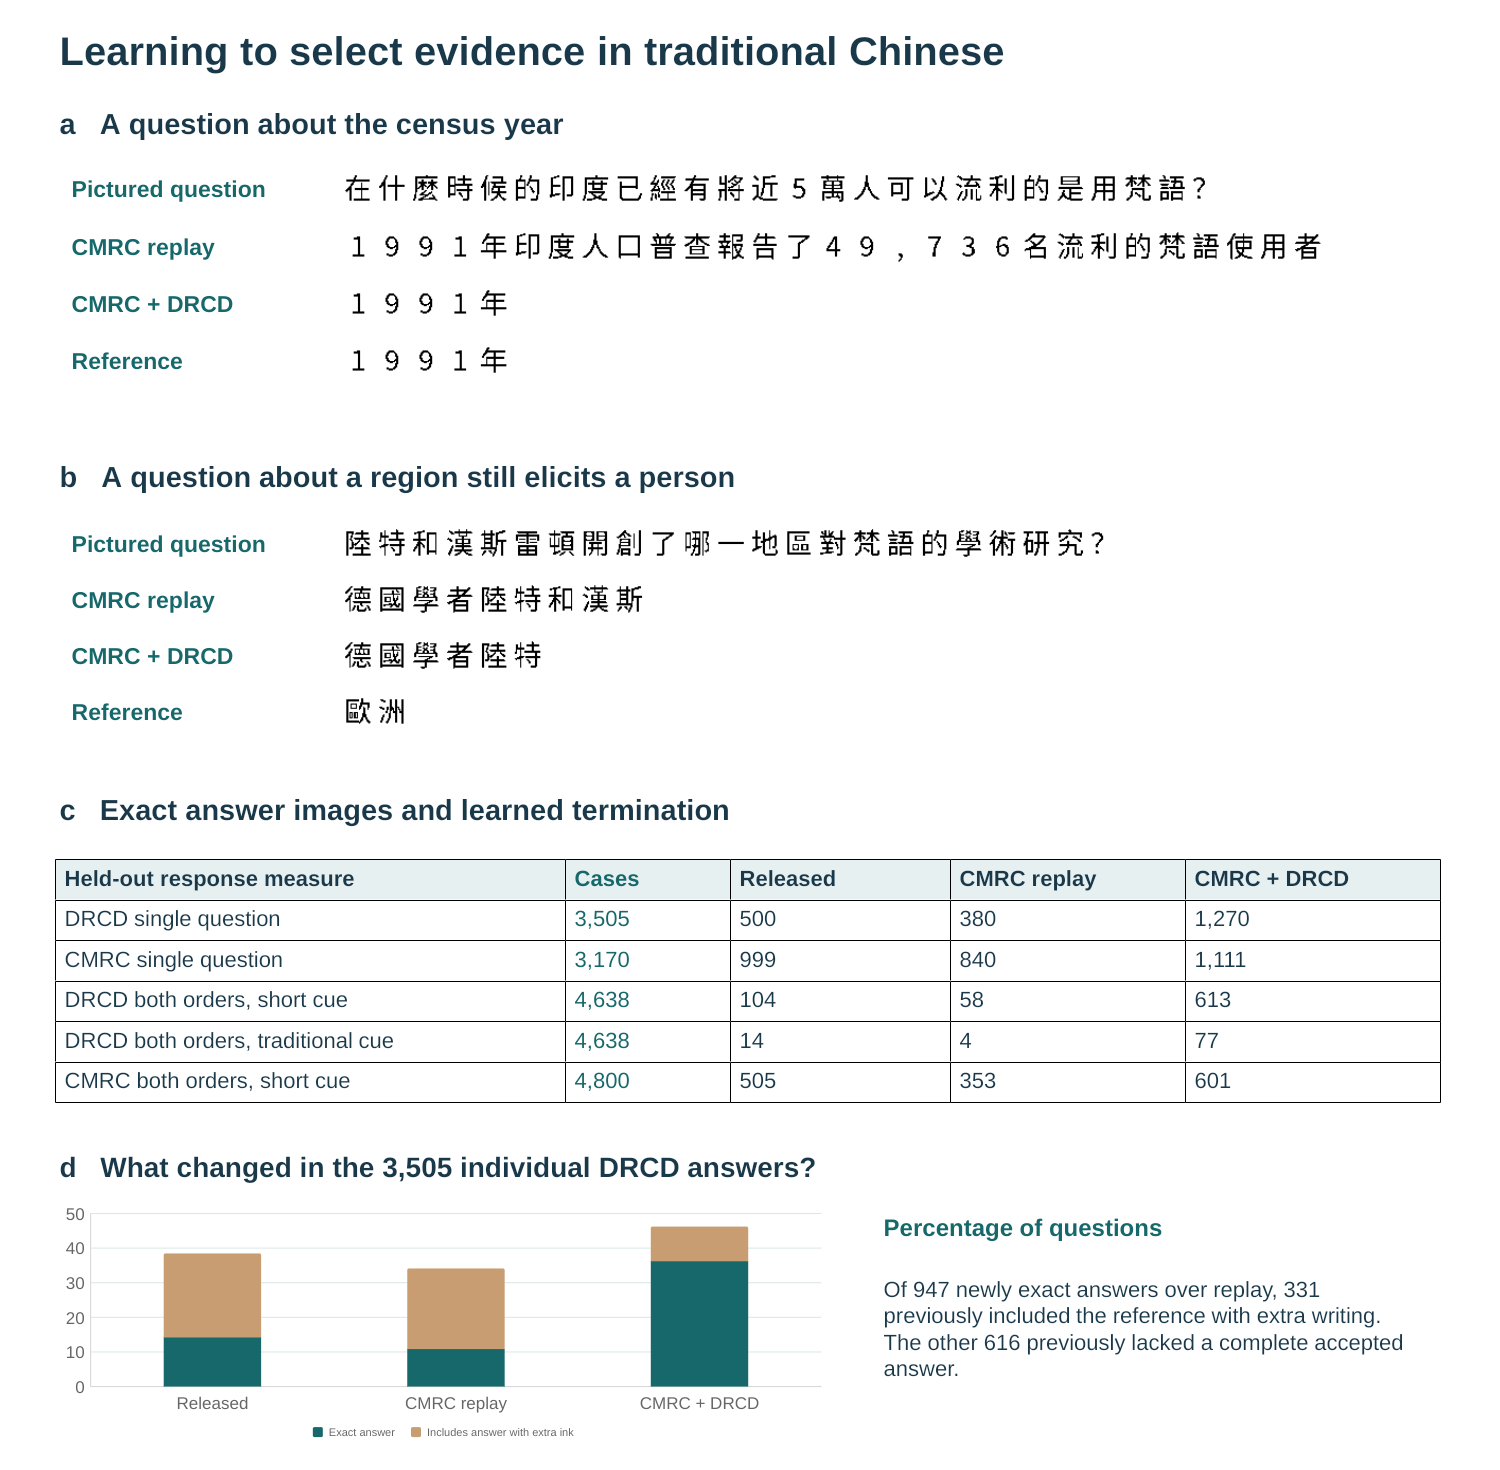 Learning to select evidence in traditional Chinese
a A question about the census year
Pictured question 在什麼時候的印度已經有將近5萬人可以流利的是用梵語?
CMRC replay 1991年印度人口普查報告了49,736名流利的梵語使用者
CMRC + DRCD 1991年
Reference 1991年
b A question about a region still elicits a person
Pictured question 陸特和漢斯雷頓開創了哪一地區對梵語的學術研究?
CMRC replay 德國學者陸特和漢斯
CMRC + DRCD 德國學者陸特
Reference 歐洲
c Exact answer images and learned termination
Held-out response measure Cases Released CMRC replay CMRC + DRCD
DRCD single question 3,505 500 380 1,270
CMRC single question 3,170 999 840 1,111
DRCD both orders, short cue 4,638 104 58 613
DRCD both orders, traditional cue 4,638 14 4 77
CMRC both orders, short cue 4,800 505 353 601
d What changed in the 3,505 individual DRCD answers?
50
40
30
20
10
0
Released CMRC replay CMRC + DRCD
Exact answer Includes answer with extra ink
Percentage of questions
Of 947 newly exact answers over replay, 331
previously included the reference with extra writing.
The other 616 previously lacked a complete accepted
answer.